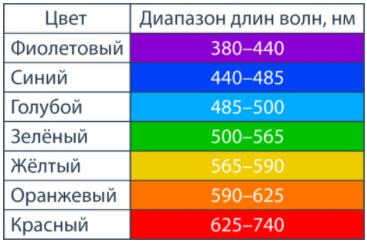 Цвет Диапазон длин волн, нм
Фиолетовый 380–440
Синий 440–485
Голубой 485–500
Зелёный 500–565
Жёлтый 565–590
Оранжевый 590–625
Красный 625–740